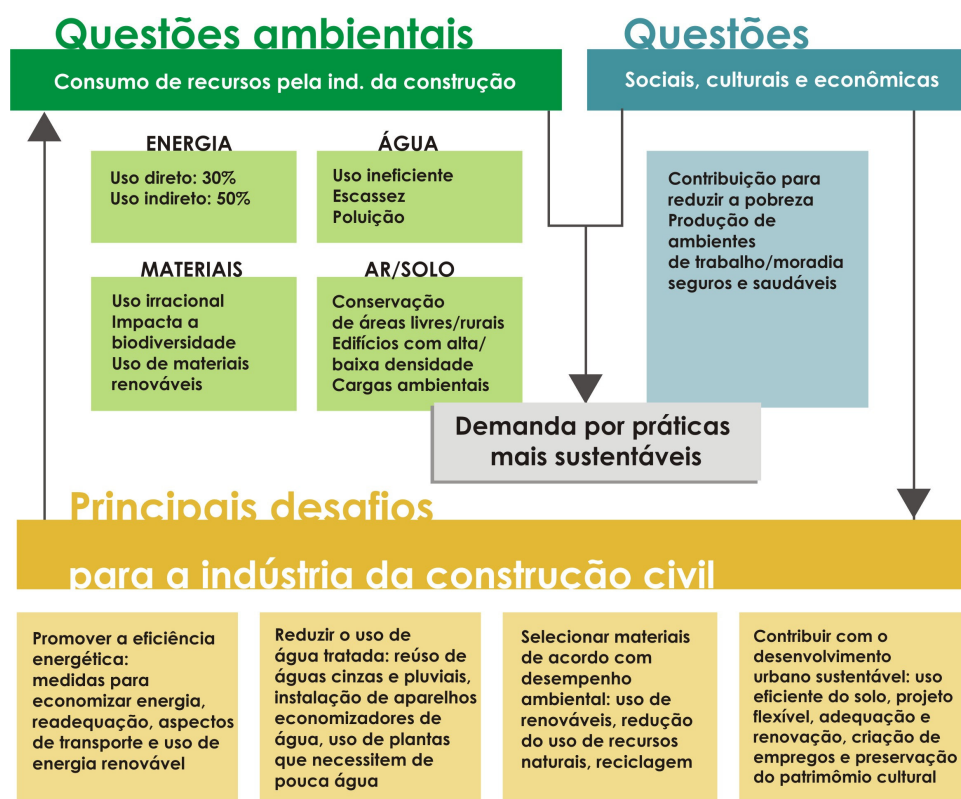 Questões ambientais
Consumo de recursos pela ind. da construção
Questões
Sociais, culturais e econômicas
ENERGIA
Uso direto: 30%
Uso indireto: 50%
ÁGUA
Uso ineficiente
Escassez
Poluição
MATERIAIS
Uso irracional
Impacta a
biodiversidade
Uso de materiais
renováveis
AR/SOLO
Conservação
de áreas livres/rurais
Edifícios com alta/
baixa densidade
Cargas ambientais
Contribuição para
reduzir a pobreza
Produção de
ambientes
de trabalho/moradia
seguros e saudáveis
Demanda por práticas
mais sustentáveis
Principais desafios
para a indústria da construção civil
Promover a eficiência
energética:
medidas para
economizar energia,
readequação, aspectos
de transporte e uso de
energia renovável
Reduzir o uso de
água tratada: reúso de
águas cinzas e pluviais,
instalação de aparelhos
economizadores de
água, uso de plantas
que necessitem de
pouca água
Selecionar materiais
de acordo com
desempenho
ambiental: uso de
renováveis, redução
do uso de recursos
naturais, reciclagem
Contribuir com o
desenvolvimento
urbano sustentável: uso
eficiente do solo, projeto
flexível, adequação e
renovação, criação de
empregos e preservação
do patrimômio cultural